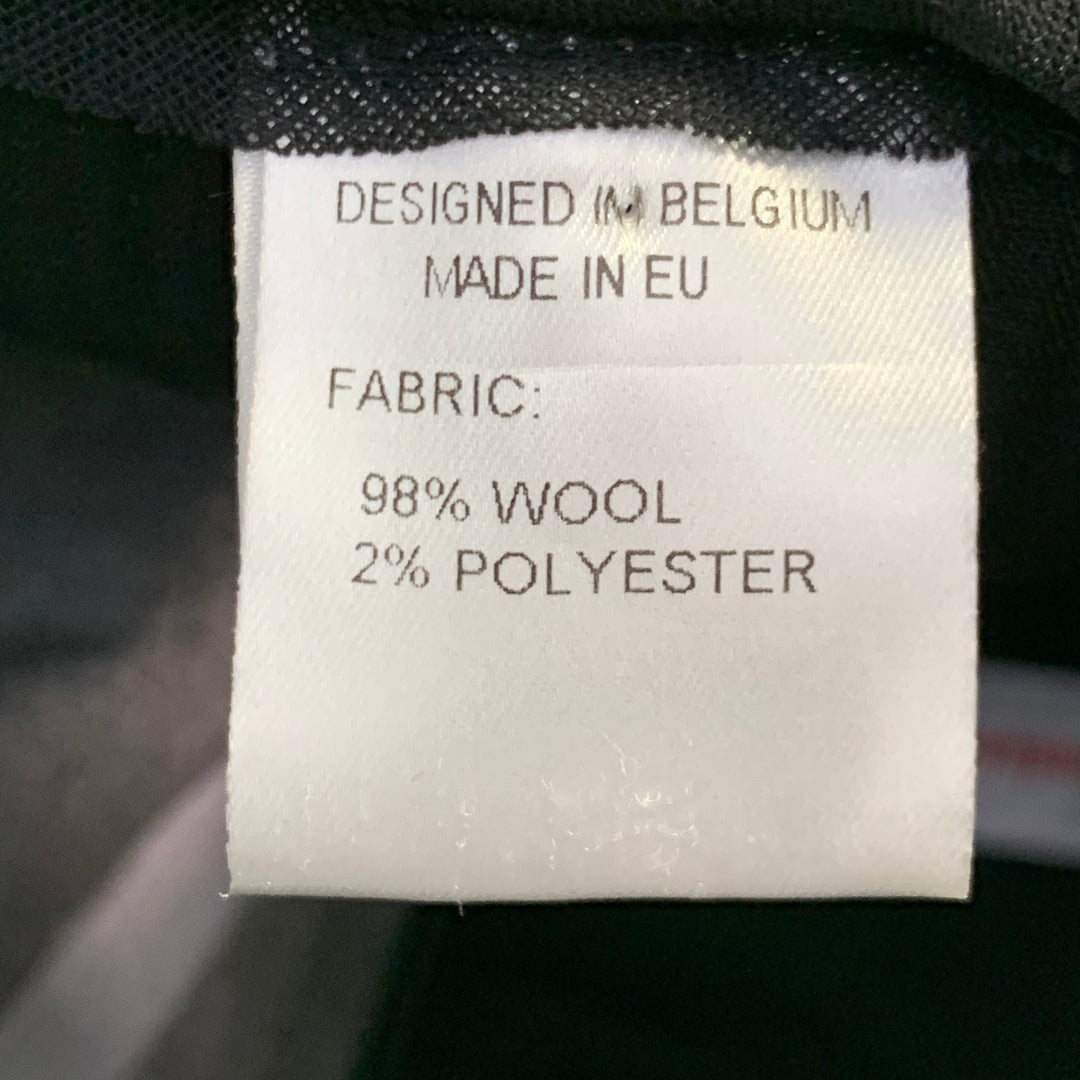 DESIGNED IN BELGIUM
MADE IN EU
FABRIC:
98% WOOL
2% POLYESTER